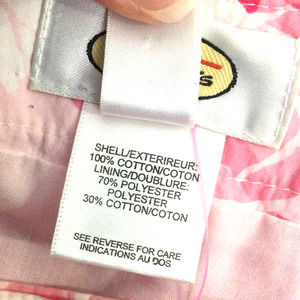 SHELL/EXTERIREUR:
100% COTTON/COTON
LINING/DOUBLURE:
70% POLYESTER
POLYESTER
30% COTTON/COTON
SEE REVERSE FOR CARE
INDICATIONS AU DOS